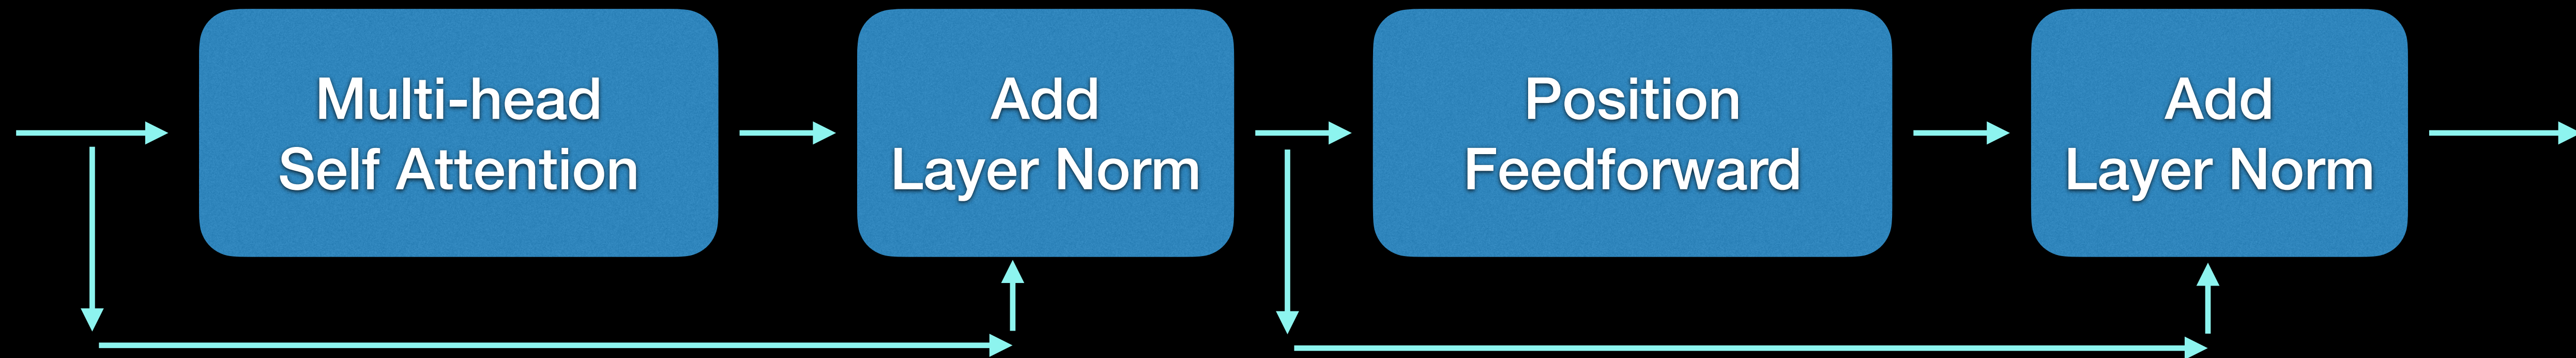 Multi-head
Self Attention
Add
Layer Norm
Position
Feedforward
Add
Layer Norm